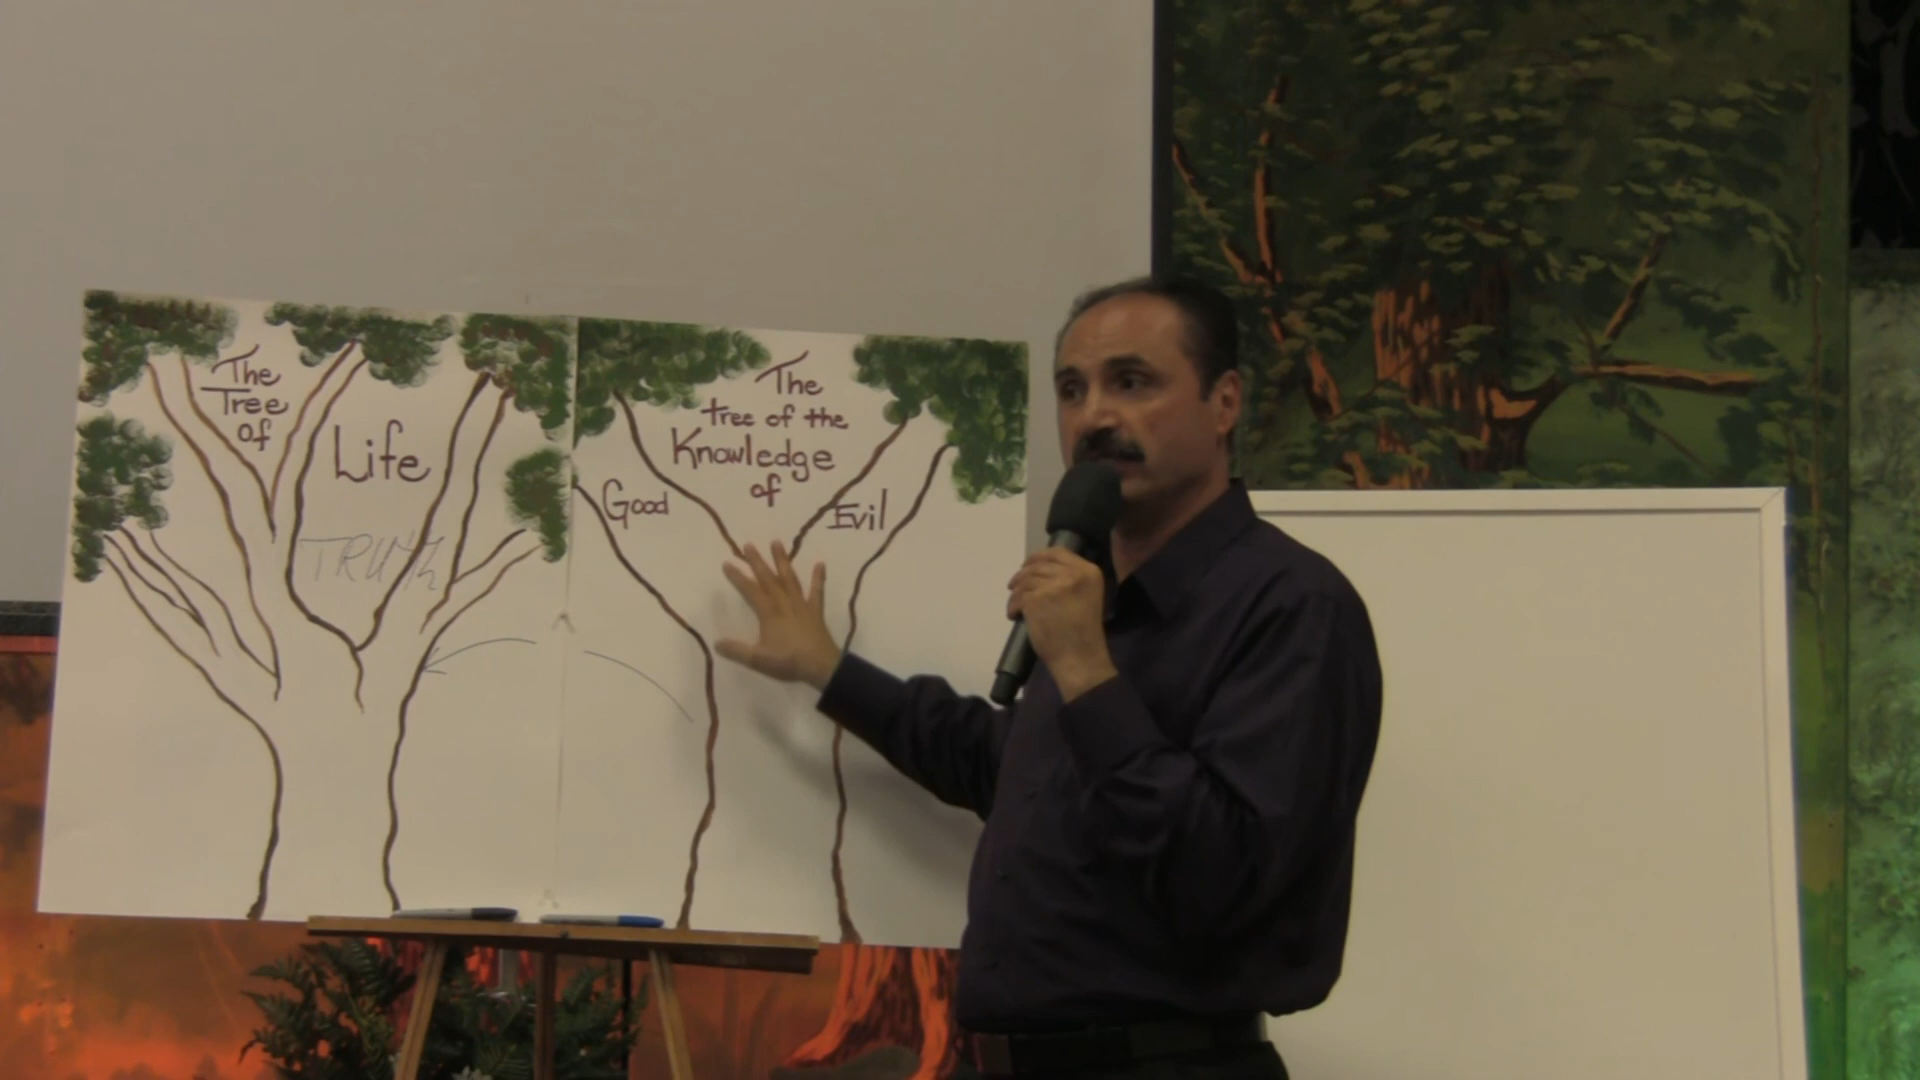 The
Tree
of
Life
TRUTH
The
tree of the
Knowledge
of
Good
Evil